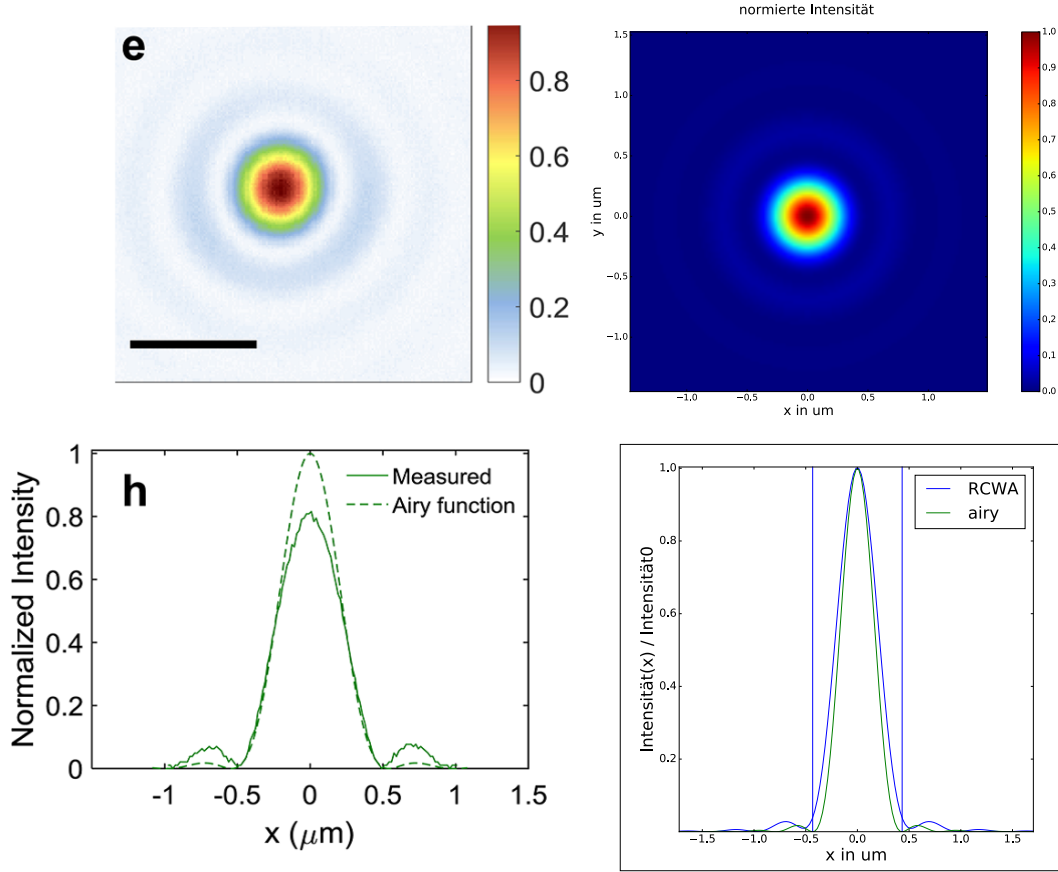 e
0.8
0.6
0.4
0.2
0
normierte Intensität
1.5
1.0
0.5
0.0
−0.5
−1.0
y in um
−1.0 −0.5 0.0 0.5 1.0
x in um
1.0
0.9
0.8
0.7
0.6
0.5
0.4
0.3
0.2
0.1
0.0
h
Measured
Airy function
1
0.8
0.6
0.4
0.2
0
Normalized Intensity
-1 -0.5 0 0.5 1 1.5
x (μm)
RCWA
airy
1.0
0.8
0.6
0.4
0.2
Intensität(x) / Intensität0
−1.5 −1.0 −0.5 0.0 0.5 1.0 1.5
x in um